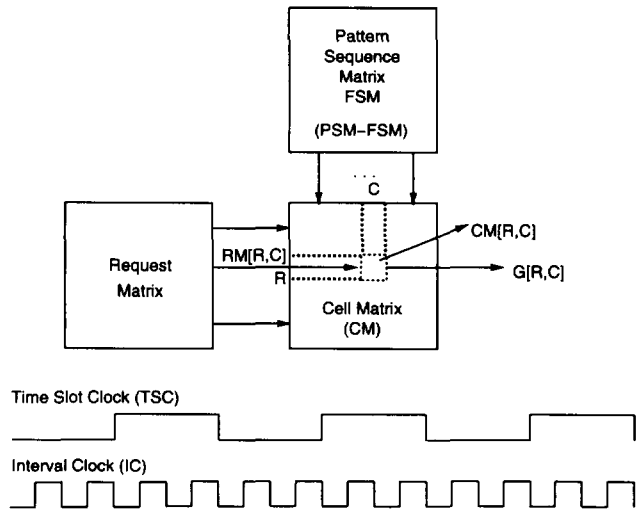 Pattern
Sequence
Matrix
FSM
(PSM-FSM)
....
C
Request
Matrix
RM[R,C]
R
CM[R,C]
G[R,C]
Cell Matrix
(CM)
Time Slot Clock (TSC)
Interval Clock (IC)